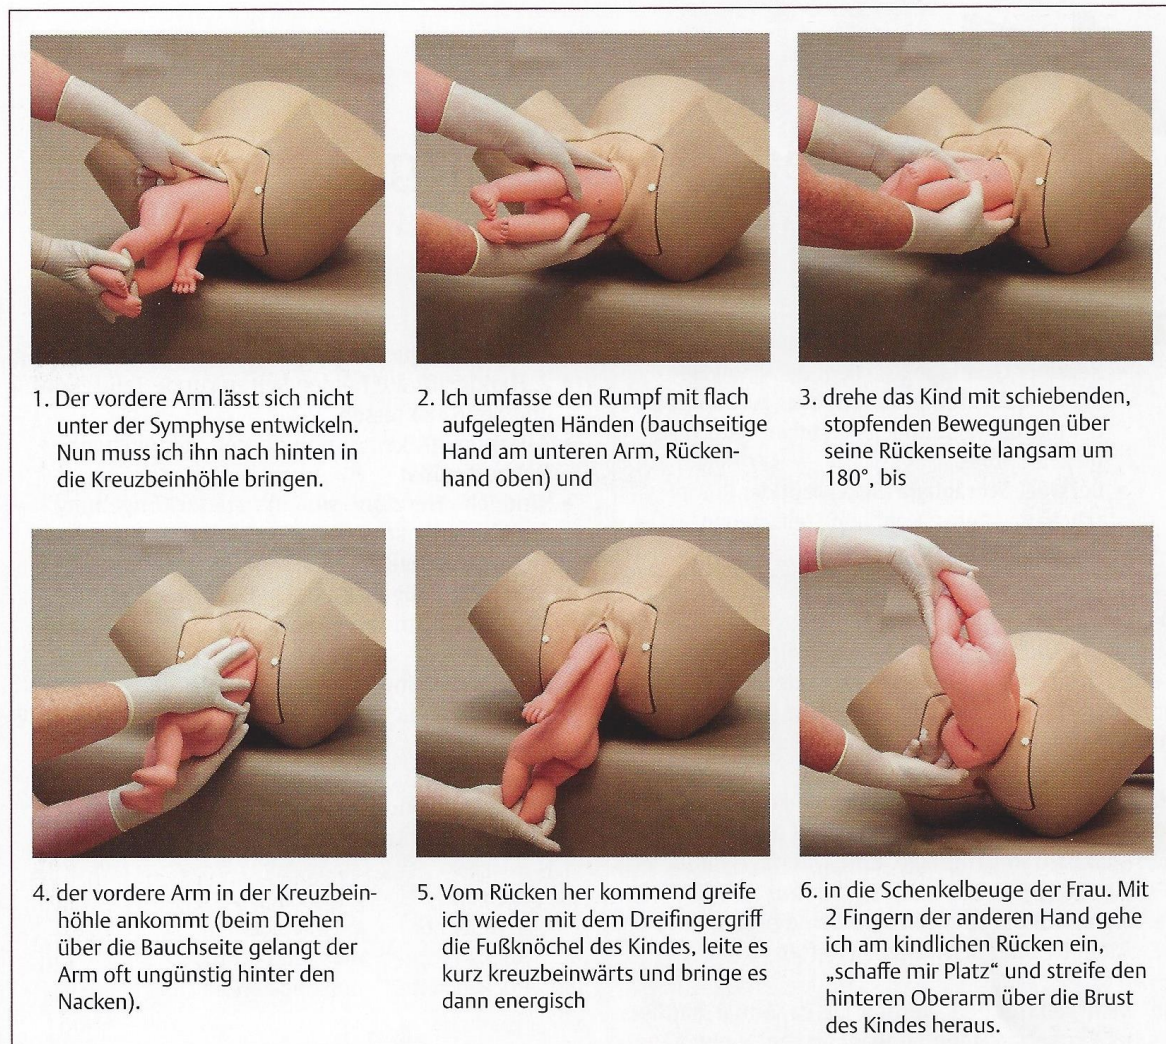 1. Der vordere Arm lässt sich nicht
unter der Symphyse entwickeln.
Nun muss ich ihn nach hinten in
die Kreuzbeinhöhle bringen.
2. Ich umfasse den Rumpf mit flach
aufgelegten Händen (bauchseitige
Hand am unteren Arm, Rücken-
hand oben) und
3. drehe das Kind mit schiebenden,
stopfenden Bewegungen über
seine Rückenseite langsam um
180°, bis
4. der vordere Arm in der Kreuzbein-
höhle ankommt (beim Drehen
über die Bauchseite gelangt der
Arm oft ungünstig hinter den
Nacken).
5. Vom Rücken her kommend greife
ich wieder mit dem Dreifingergriff
die Fußknöchel des Kindes, leite es
kurz kreuzbeinwärts und bringe es
dann energisch
6. in die Schenkelbeuge der Frau. Mit
2 Fingern der anderen Hand gehe
ich am kindlichen Rücken ein,
„schaffe mir Platz“ und streife den
hinteren Oberarm über die Brust
des Kindes heraus.